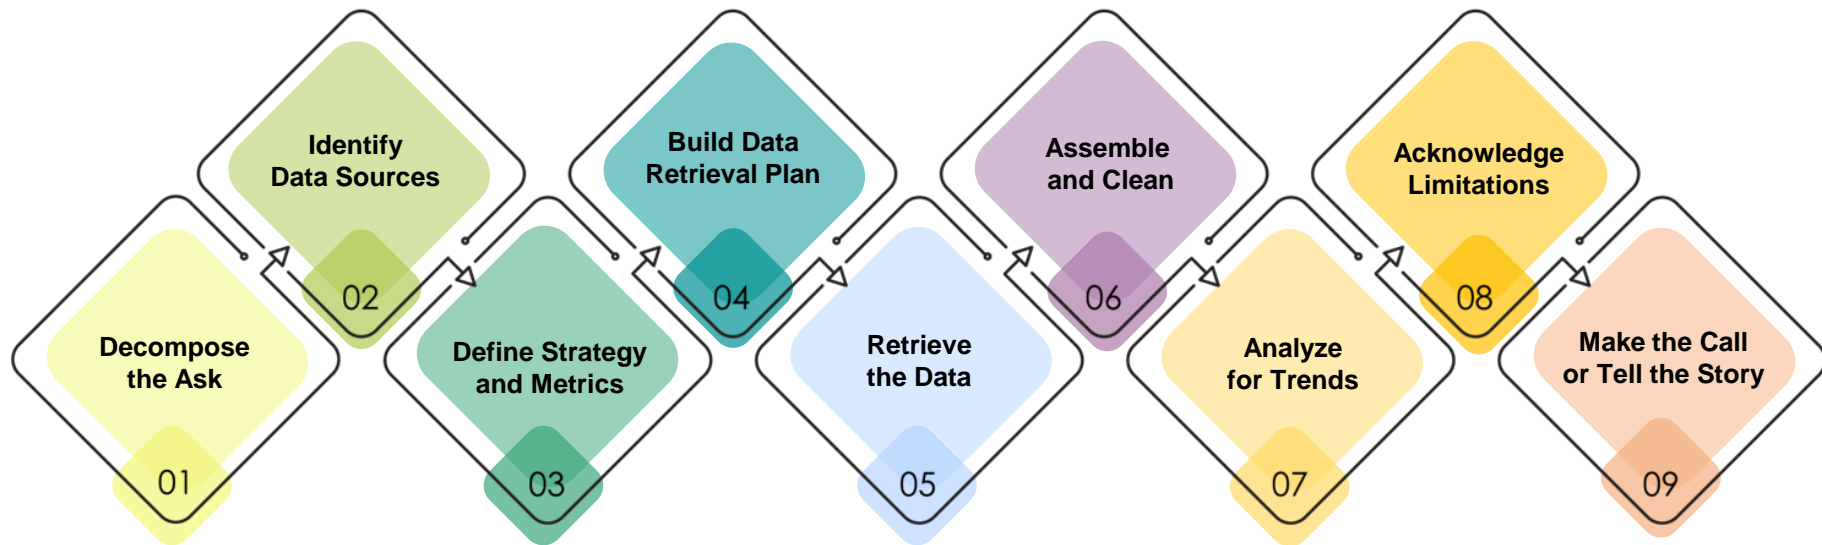 Decompose
the Ask
01
Identify
Data Sources
02
Define Strategy
and Metrics
03
Build Data
Retrieval Plan
04
Retrieve
the Data
05
Assemble
and Clean
06
Analyze
for Trends
07
Acknowledge
Limitations
08
Make the Call
or Tell the Story
09